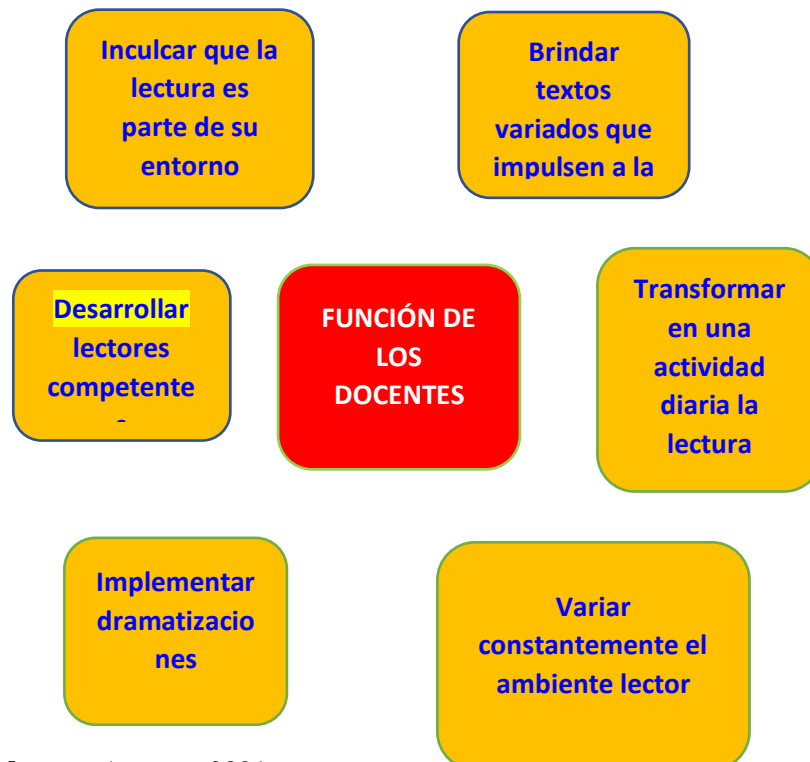 Inculcar que la
lectura es
parte de su
entorno
Brindar
textos
variados que
impulsen a la
Desarrollar
lectores
competente
FUNCIÓN DE
LOS
DOCENTES
Transformar
en una
actividad
diaria la
lectura
Implementar
dramatizacio
nes
Variar
constantemente el
ambiente lector